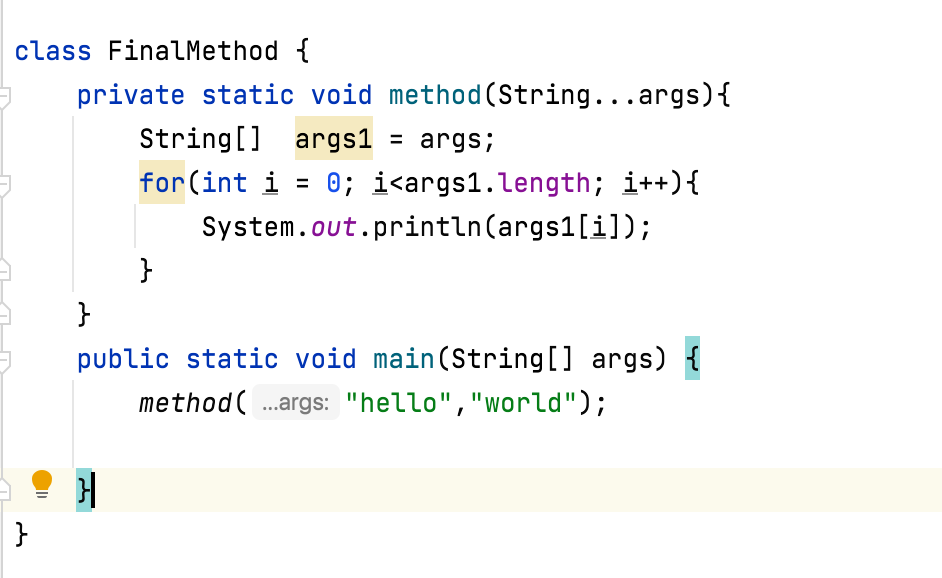 class FinalMethod {
    private static void method(String...args){
        String[]  args1 = args;
        for(int i = 0; i<args1.length; i++){
            System.out.println(args1[i]);
        }
    }
    public static void main(String[] args) {
        method( ...args: "hello","world");
    }
}